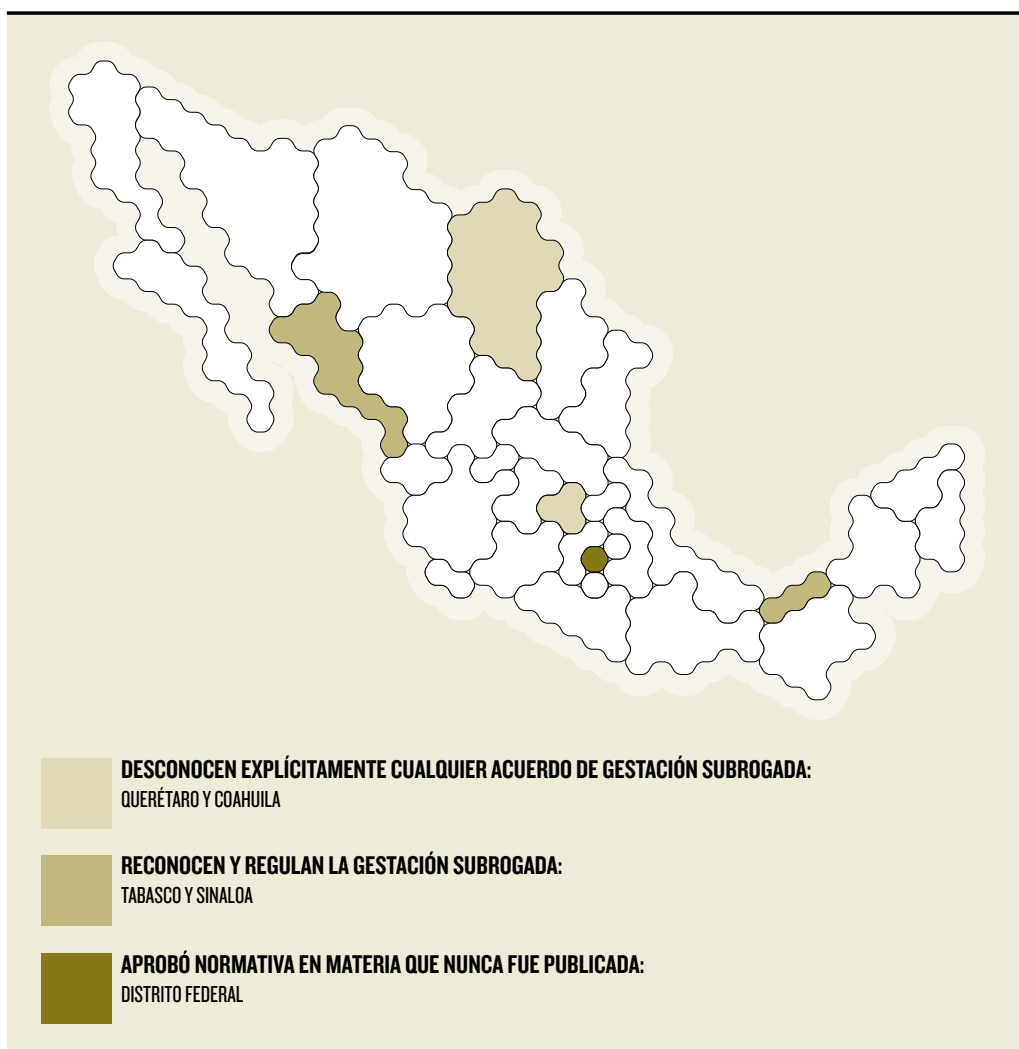 DESCONOCEN EXPLÍCITAMENTE CUALQUIER ACUERDO DE GESTACIÓN SUBROGADA:
QUERÉTARO Y COAHUILA
RECONOCEN Y REGULAN LA GESTACIÓN SUBROGADA:
TABASCO Y SINALOA
APROBÓ NORMATIVA EN MATERIA QUE NUNCA FUE PUBLICADA:
DISTRITO FEDERAL